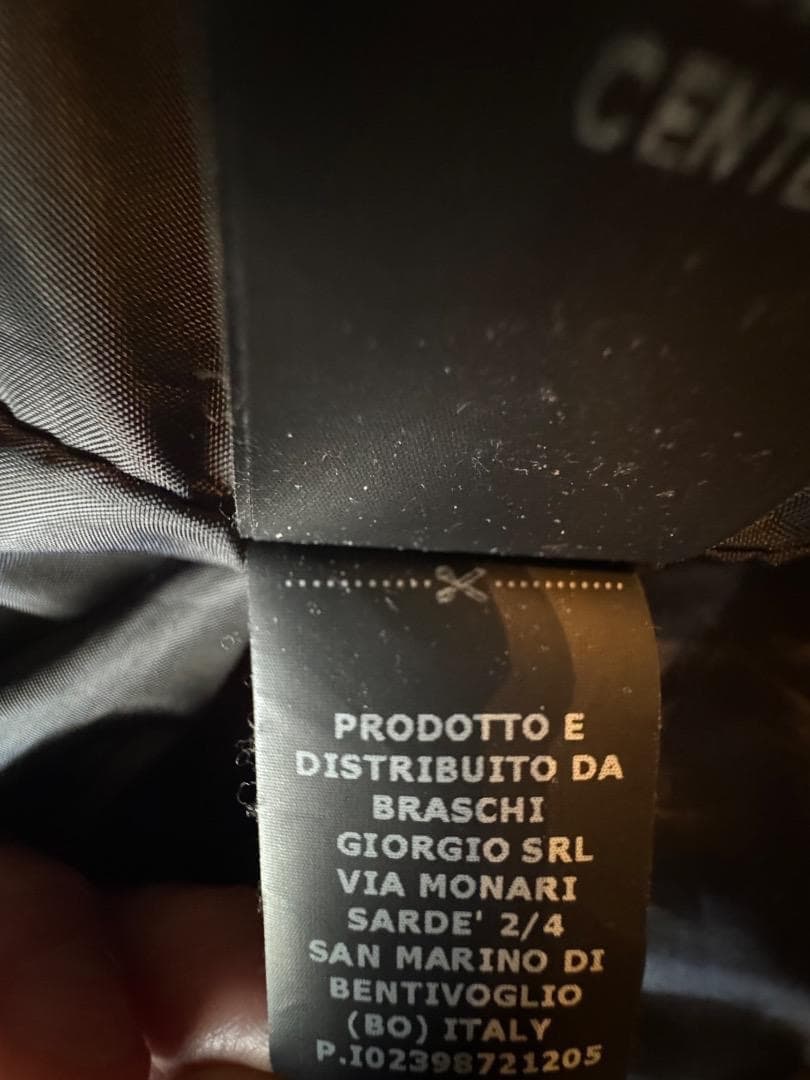 PRODOTTO E
DISTRIBUITO DA
BRASCHI
GIORGIO SRL
VIA MONARI
SARDE' 2/4
SAN MARINO DI
BENTIVOGLIO
(BO) ITALY
P.I02398721205